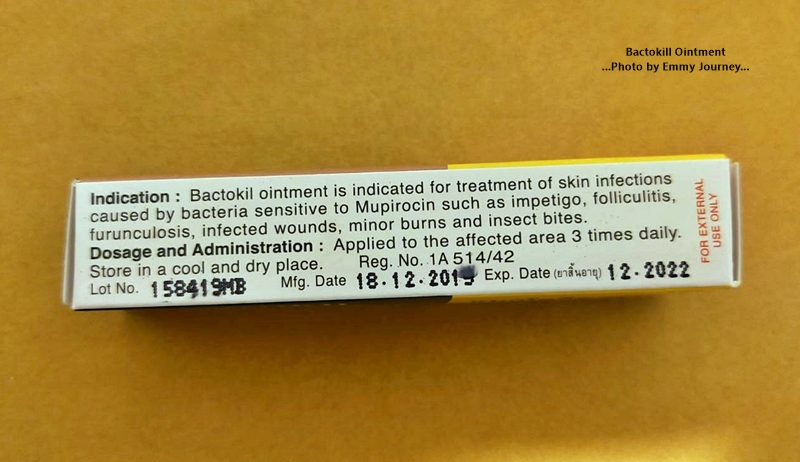 Bactokill Ointment
...Photo by Emmy Journey...
Indication : Bactokil ointment is indicated for treatment of skin infections
caused by bacteria sensitive to Mupirocin such as impetigo, folliculitis,
furunculosis, infected wounds, minor burns and insect bites.
Dosage and Administration : Applied to the affected area 3 times daily.
Store in a cool and dry place. Reg. No. 1A 514/42
Lot No. 158419MB Mfg. Date 18.12.2019 Exp. Date (ยาสิ้นอายุ) 12.2022
FOR EXTERNAL
USE ONLY